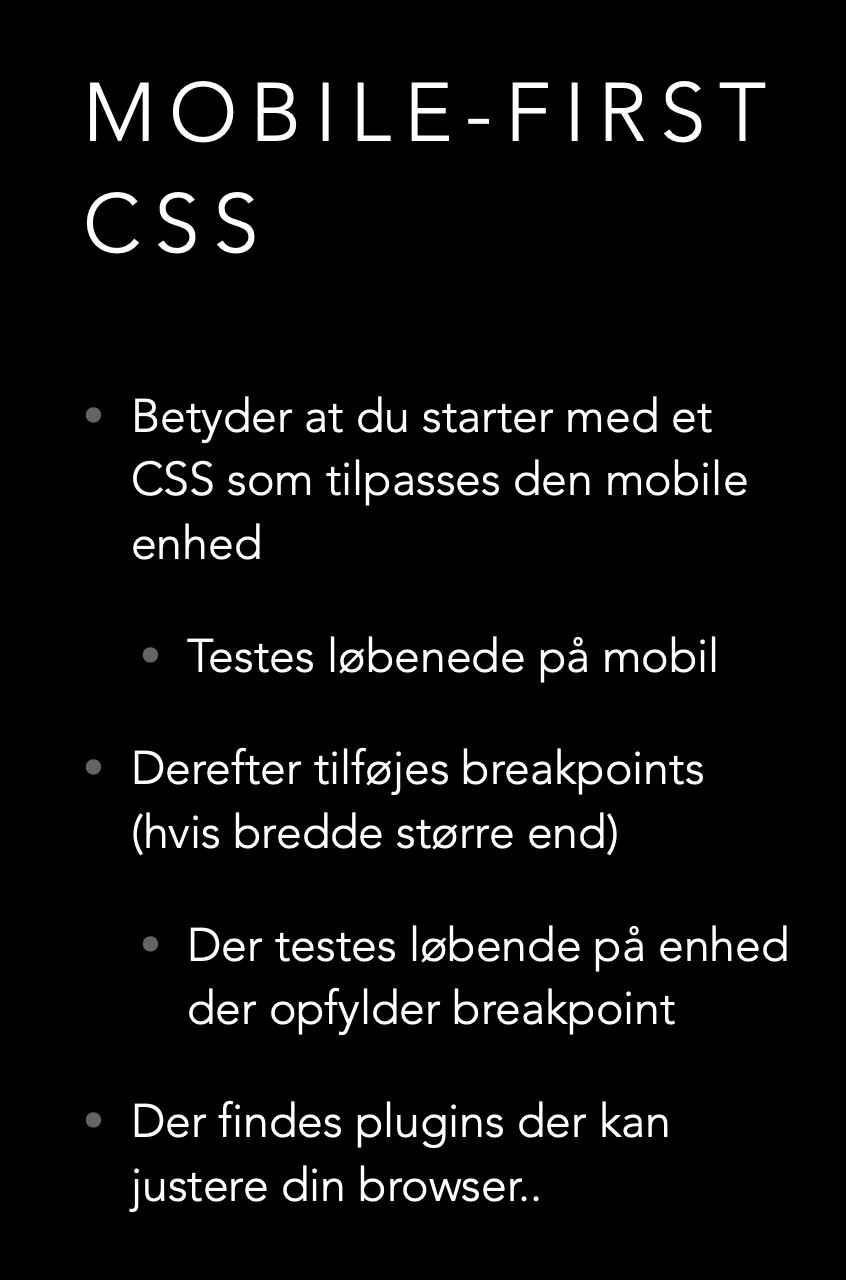 MOBILE-FIRST
CSS
• Betyder at du starter med et
CSS som tilpasses den mobile
enhed
• Testes løbenede på mobil
• Derefter tilføjes breakpoints
(hvis bredde større end)
• Der testes løbende på enhed
der opfylder breakpoint
• Der findes plugins der kan
justere din browser..